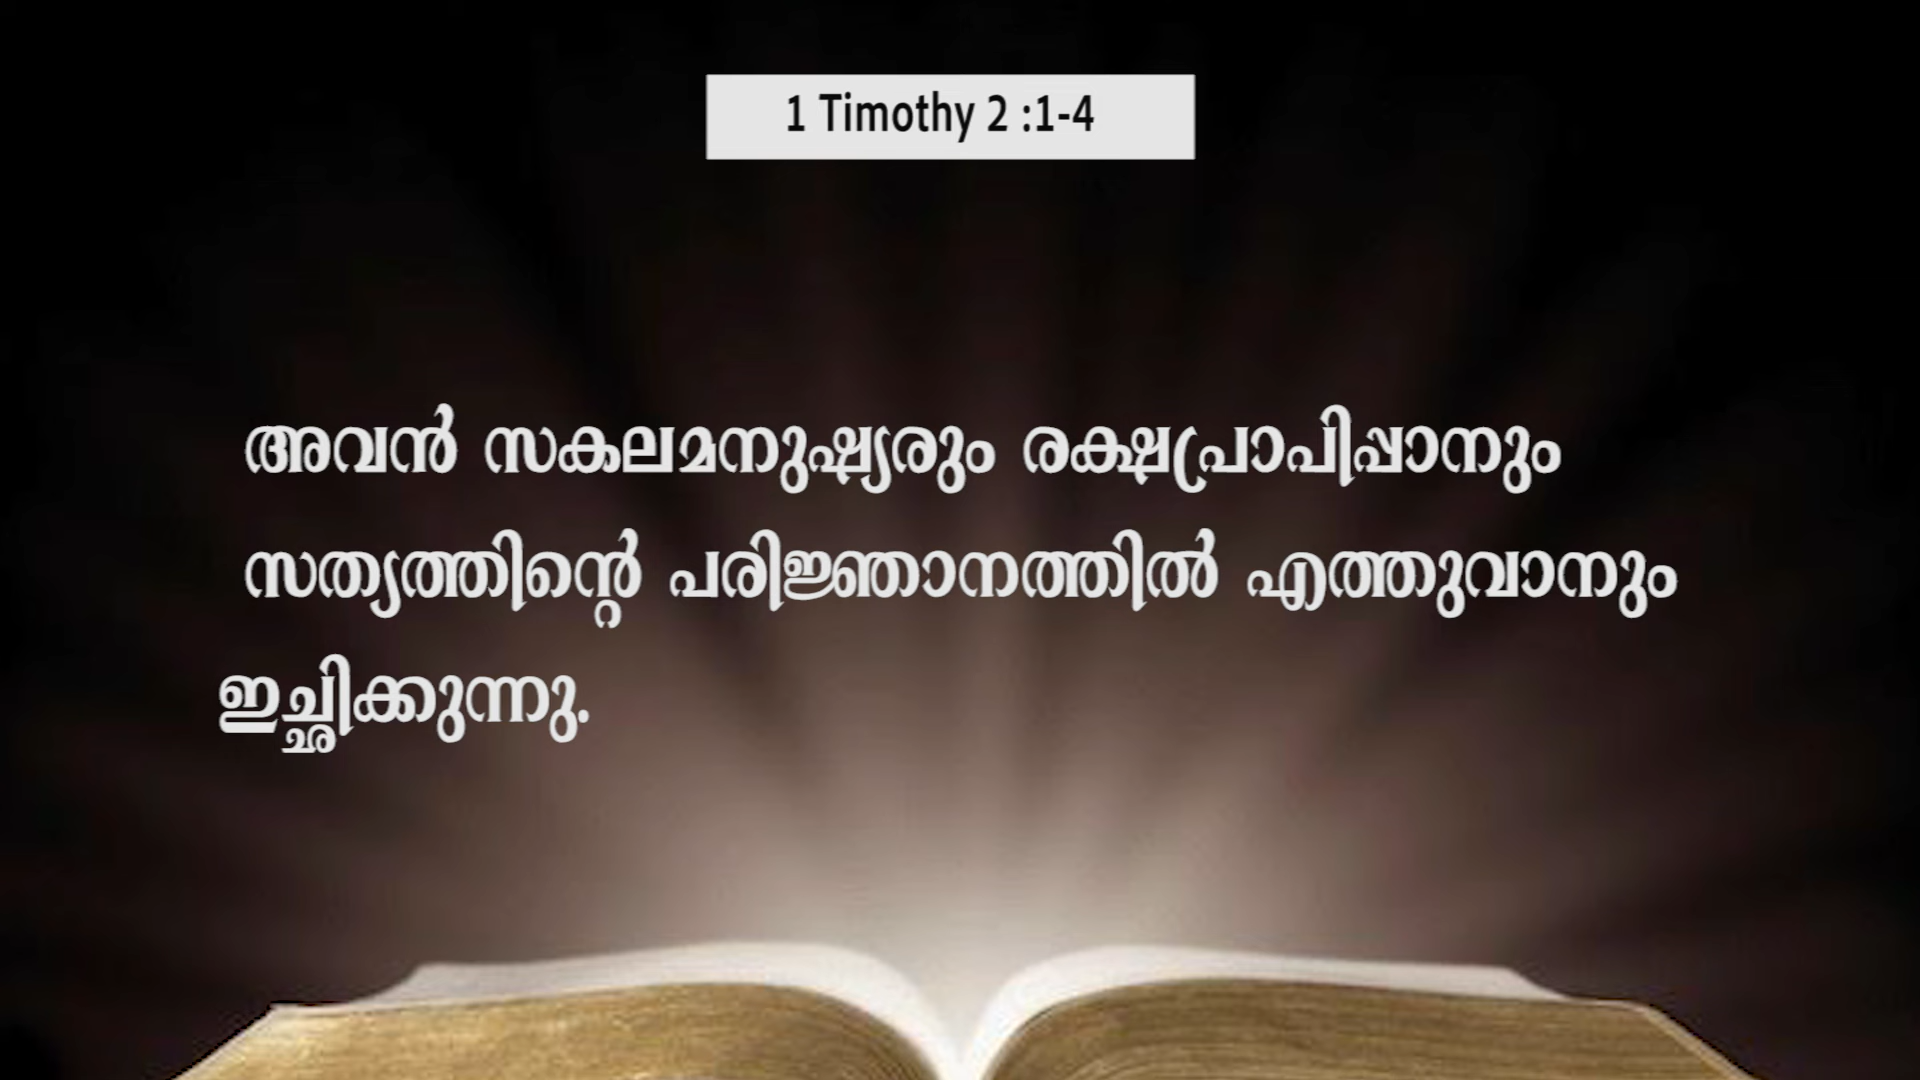 1 Timothy 2 :1-4
അവൻ സകലമനുഷ്യരും രക്ഷപ്രാപിപ്പാനും
സത്യത്തിന്റെ പരിജ്ഞാനത്തിൽ എത്തുവാനും
ഇച്ഛിക്കുന്നു.